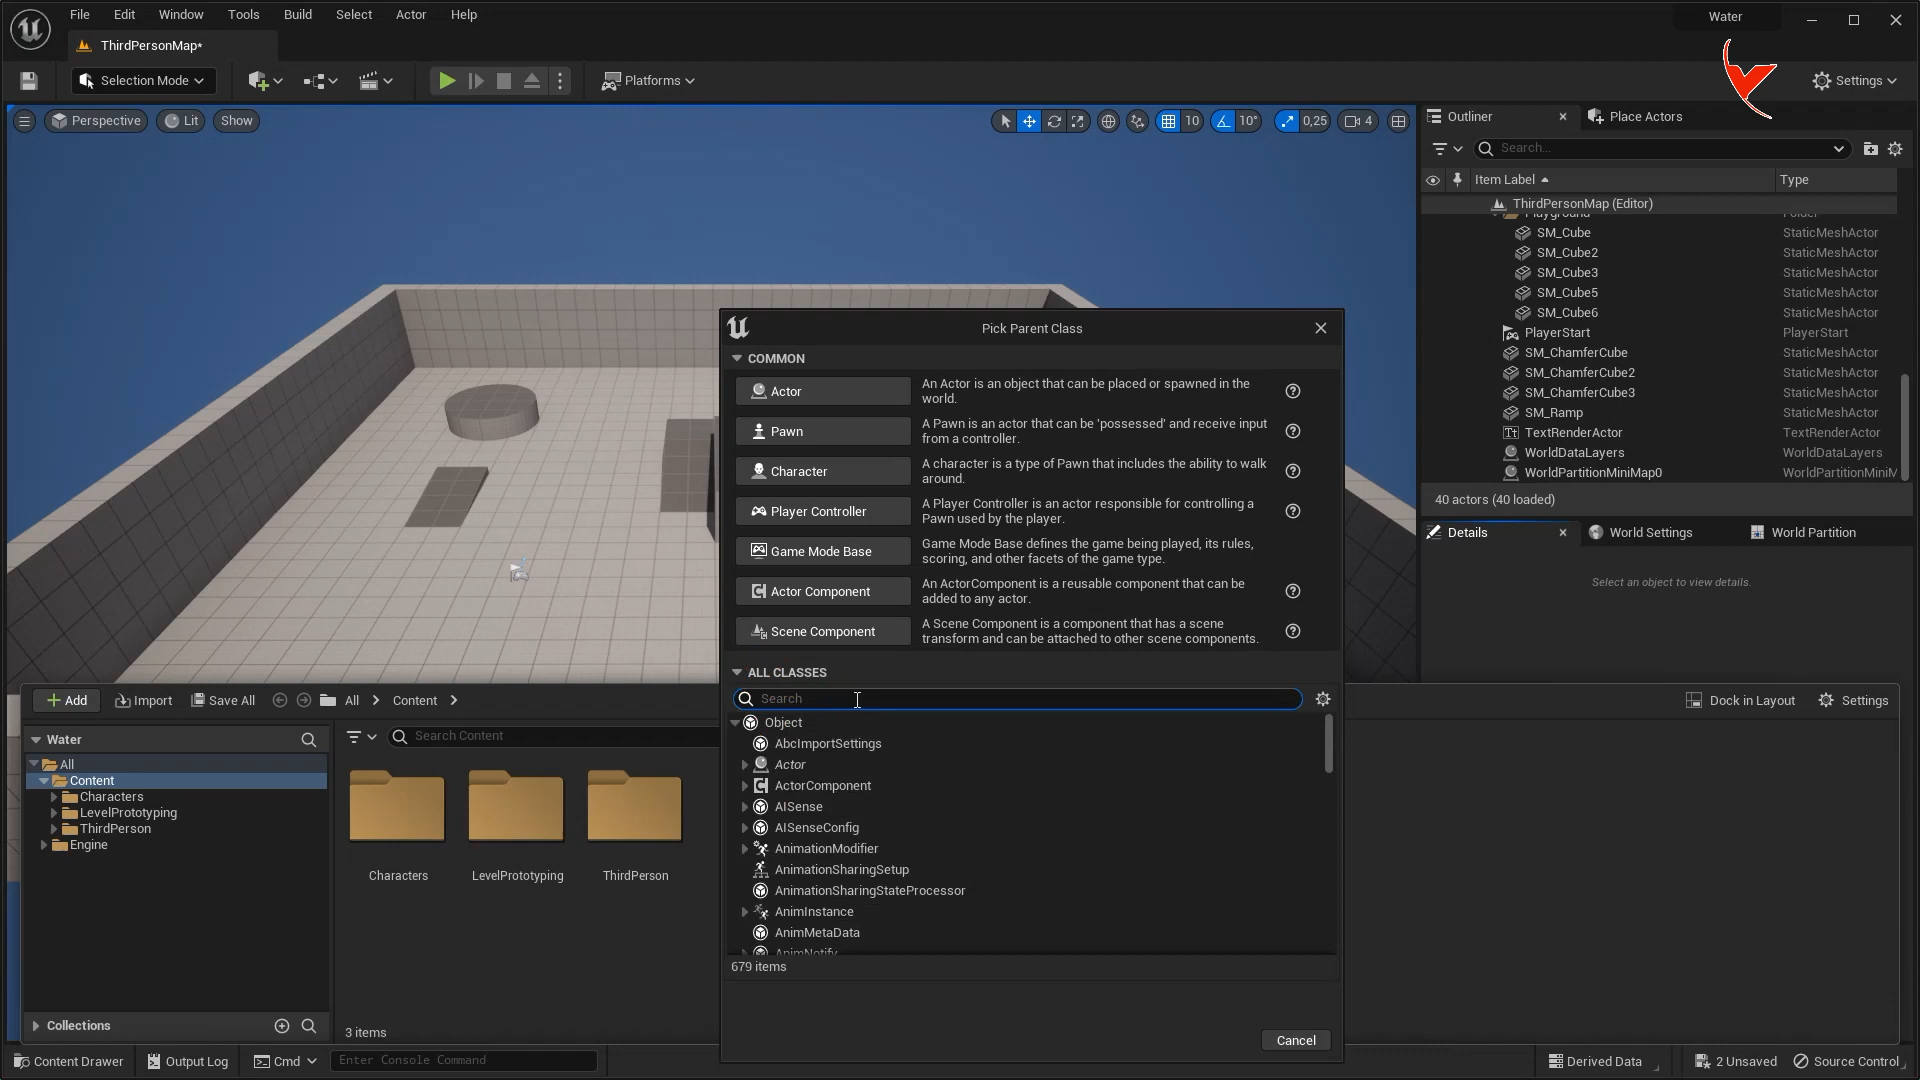 File Edit Window Tools Build Select Actor Help
Water
ThirdPersonMap*
Selection Mode
Platforms
Settings
Perspective Lit Show
10 10° 0,25 4
Outliner
Place Actors
Search...
Item Label Type
ThirdPersonMap (Editor)
Playground Folder
SM_Cube StaticMeshActor
SM_Cube2 StaticMeshActor
SM_Cube3 StaticMeshActor
SM_Cube5 StaticMeshActor
SM_Cube6 StaticMeshActor
PlayerStart PlayerStart
SM_ChamferCube StaticMeshActor
SM_ChamferCube2 StaticMeshActor
SM_ChamferCube3 StaticMeshActor
SM_Ramp StaticMeshActor
TextRenderActor TextRenderActor
WorldDataLayers WorldDataLayers
WorldPartitionMiniMap0 WorldPartitionMiniM
40 actors (40 loaded)
Details World Settings World Partition
Select an object to view details.
Pick Parent Class
COMMON
Actor
An Actor is an object that can be placed or spawned in the
world.
Pawn
A Pawn is an actor that can be 'possessed' and receive input
from a controller.
Character
A character is a type of Pawn that includes the ability to walk
around.
Player Controller
A Player Controller is an actor responsible for controlling a
Pawn used by the player.
Game Mode Base
Game Mode Base defines the game being played, its rules,
scoring, and other facets of the game type.
Actor Component
An ActorComponent is a reusable component that can be
added to any actor.
Scene Component
A Scene Component is a component that has a scene
transform and can be attached to other scene components.
ALL CLASSES
Search
Object
AbcImportSettings
Actor
ActorComponent
AISense
AISenseConfig
AnimationModifier
AnimationSharingSetup
AnimationSharingStateProcessor
AnimInstance
AnimMetaData
AnimNotify
679 items
Cancel
Add Import Save All All Content
Dock in Layout Settings
Water
All
Content
Characters
LevelPrototyping
ThirdPerson
Engine
Collections
Search Content
Characters LevelPrototyping ThirdPerson
3 items
Content Drawer Output Log Cmd Enter Console Command
Derived Data 2 Unsaved Source Control